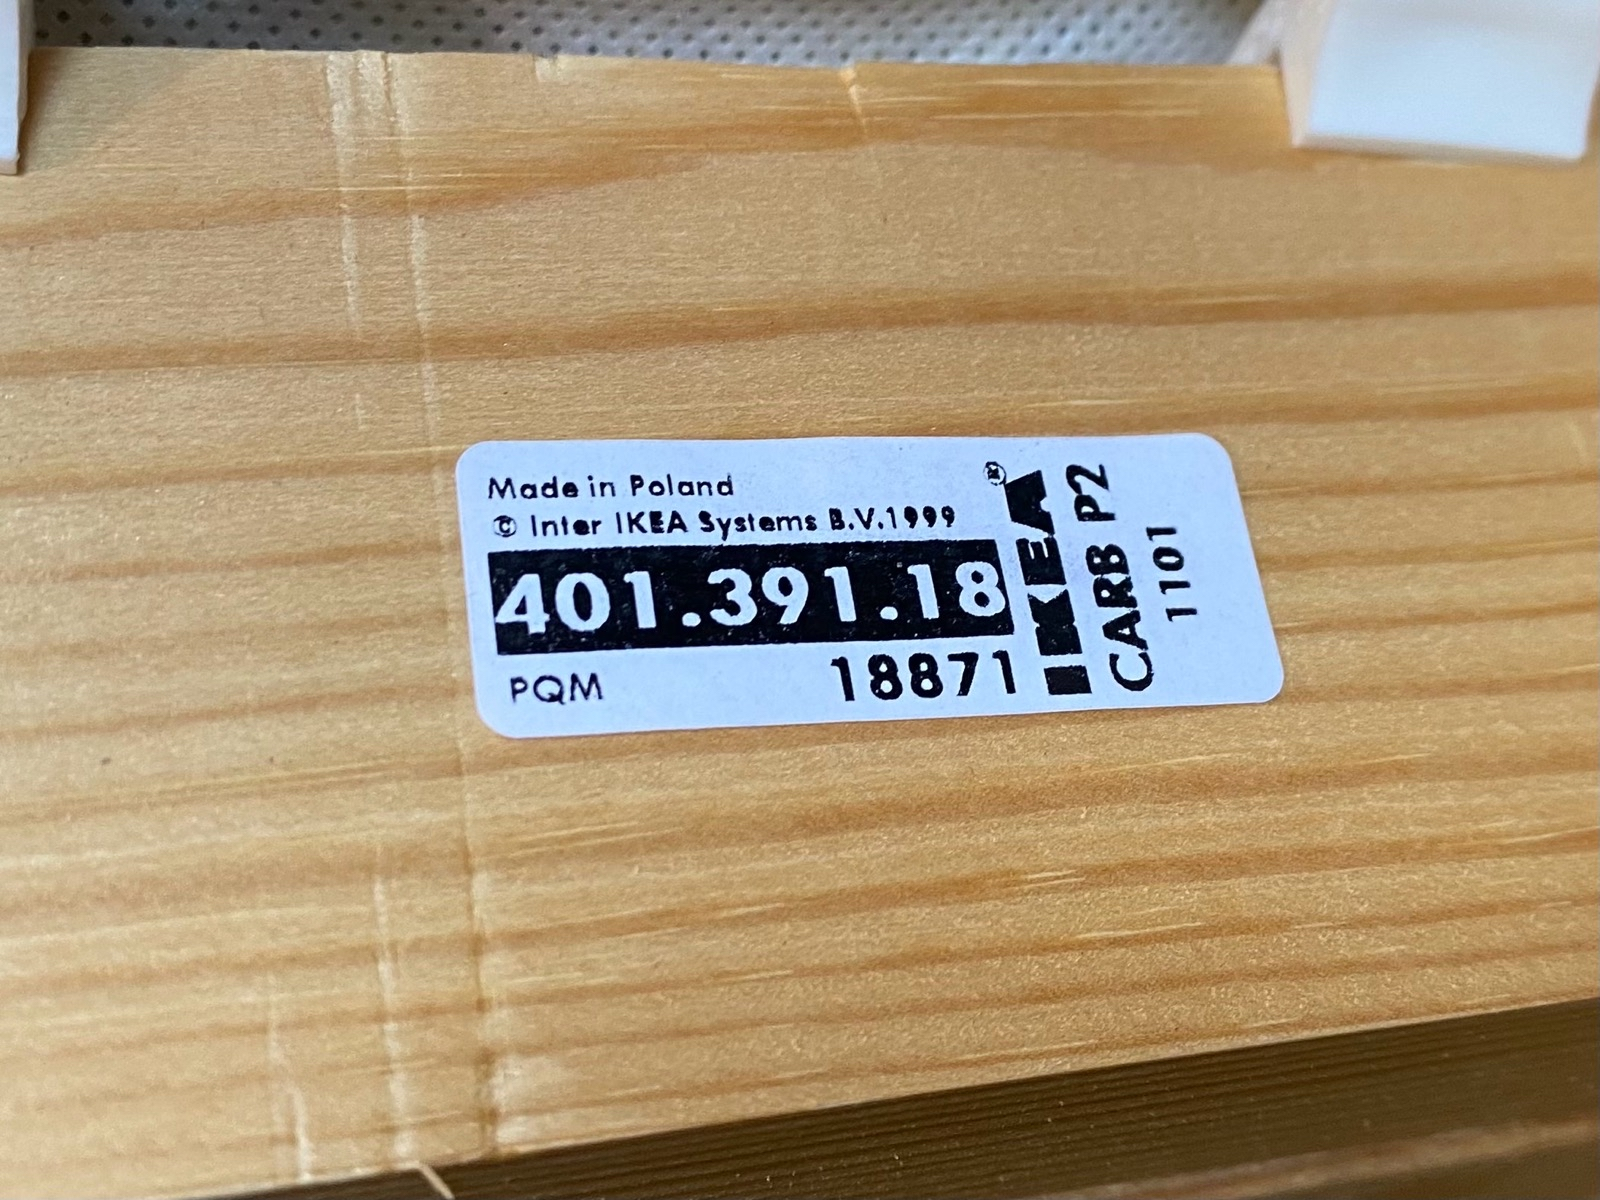 Made in Poland
© Inter IKEA Systems B.V.1999
401.391.18
PQM 18871
IKEA®
CARB P2
1101